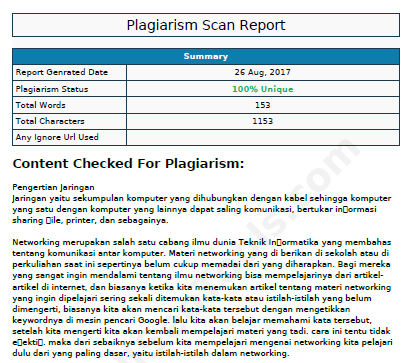 Plagiarism Scan Report
Summary
Report Genrated Date 26 Aug, 2017
Plagiarism Status 100% Unique
Total Words 153
Total Characters 1153
Any Ignore Url Used
Content Checked For Plagiarism:
Pengertian Jaringan
Jaringan yaitu sekumpulan komputer yang dihubungkan dengan kabel sehingga komputer
yang satu dengan komputer yang lainnya dapat saling komunikasi, bertukar in▯ormasi
sharing ▯ile, printer, dan sebagainya.
Networking merupakan salah satu cabang ilmu dunia Teknik In▯ormatika yang membahas
tentang komunikasi antar komputer. Materi networking yang di berikan di sekolah atau di
perkuliahan saat ini sepertinya belum cukup memadai dari yang diharapkan. Bagi mereka
yang sangat ingin mendalami tentang ilmu networking bisa mempelajarinya dari artikel-
artikel di internet, dan biasanya ketika kita menemukan artikel tentang materi networking
yang ingin dipelajari sering sekali ditemukan kata-kata atau istilah-istilah yang belum
dimengerti, biasanya kita akan mencari kata-kata tersebut dengan mengetikkan
keywordnya di mesin pencari Google. lalu kita akan belajar memahami kata tersebut,
setelah kita mengerti kita akan kembali mempelajari materi yang tadi. cara ini tentu tidak
e▯ekti▯. maka dari sebaiknya sebelum kita mempelajari mengenai networking kita pelajari
dulu dari yang paling dasar, yaitu istilah-istilah dalam networking.